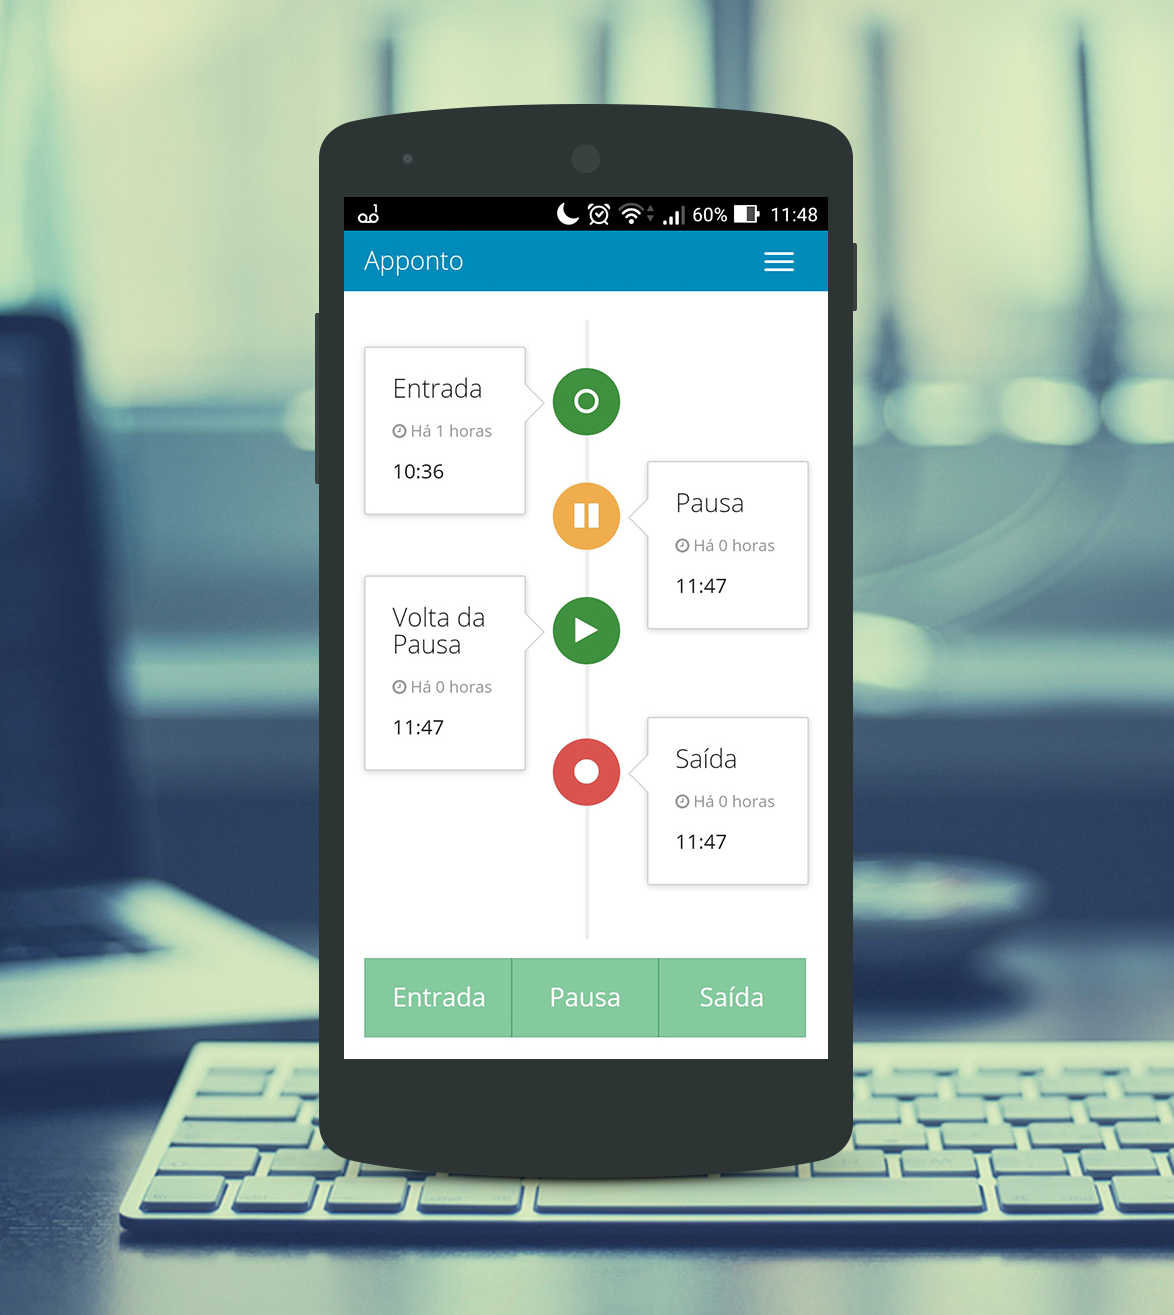 60% 11:48
Apponto
Entrada
Há 1 horas
10:36
Pausa
Há 0 horas
11:47
Volta da
Pausa
Há 0 horas
11:47
Saída
Há 0 horas
11:47
Entrada Pausa Saída